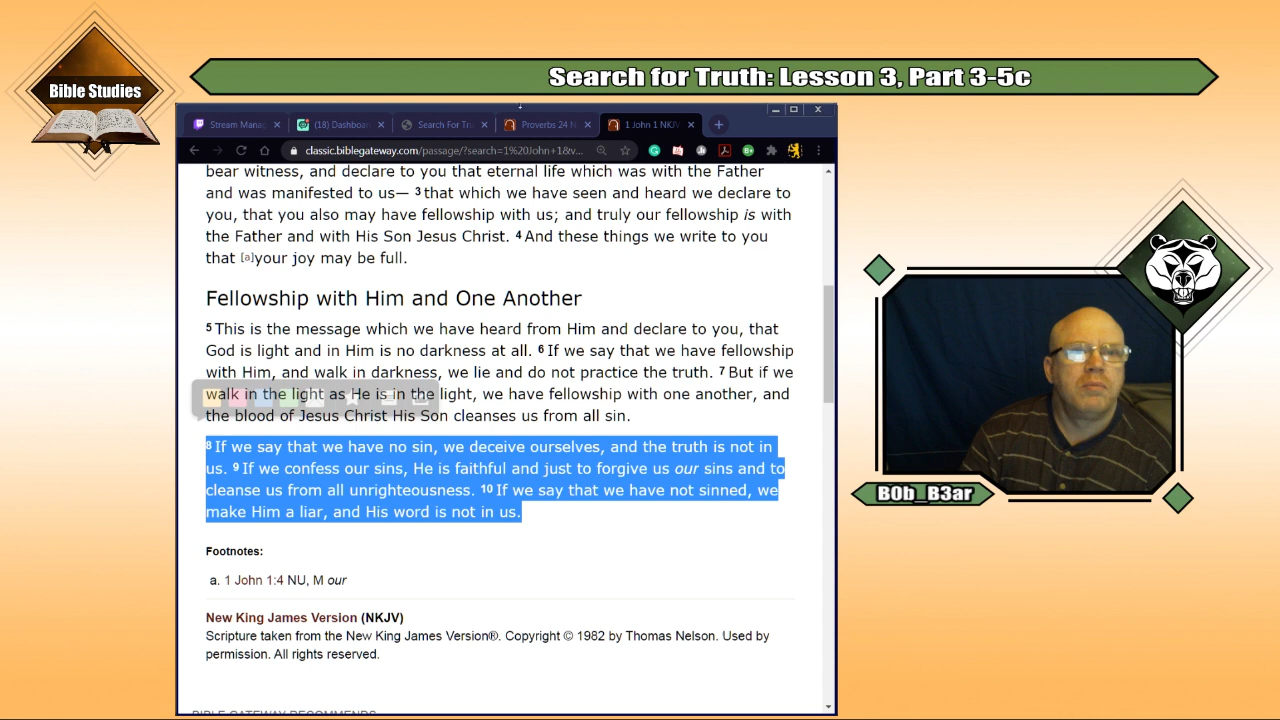 Bible Studies
Search for Truth: Lesson 3, Part 3-5c
Stream Mana
(18) Dashboar
Search For Tru
Proverbs 24 N
1 John 1 NKJV
classic.biblegateway.com/passage/?search=1%20John+1&v...
bear witness, and declare to you that eternal life which was with the Father
and was manifested to us— 3 that which we have seen and heard we declare to
you, that you also may have fellowship with us; and truly our fellowship is with
the Father and with His Son Jesus Christ. 4 And these things we write to you
that [a]your joy may be full.
Fellowship with Him and One Another
5 This is the message which we have heard from Him and declare to you, that
God is light and in Him is no darkness at all. 6 If we say that we have fellowship
with Him, and walk in darkness, we lie and do not practice the truth. 7 But if we
walk in the light as He is in the light, we have fellowship with one another, and
the blood of Jesus Christ His Son cleanses us from all sin.
8 If we say that we have no sin, we deceive ourselves, and the truth is not in
us. 9 If we confess our sins, He is faithful and just to forgive us our sins and to
cleanse us from all unrighteousness. 10 If we say that we have not sinned, we
make Him a liar, and His word is not in us.
Footnotes:
a. 1 John 1:4 NU, M our
New King James Version (NKJV)
Scripture taken from the New King James Version®. Copyright © 1982 by Thomas Nelson. Used by
permission. All rights reserved.
BIBLE GATEWAY RECOMMENDS
B0b_B3ar